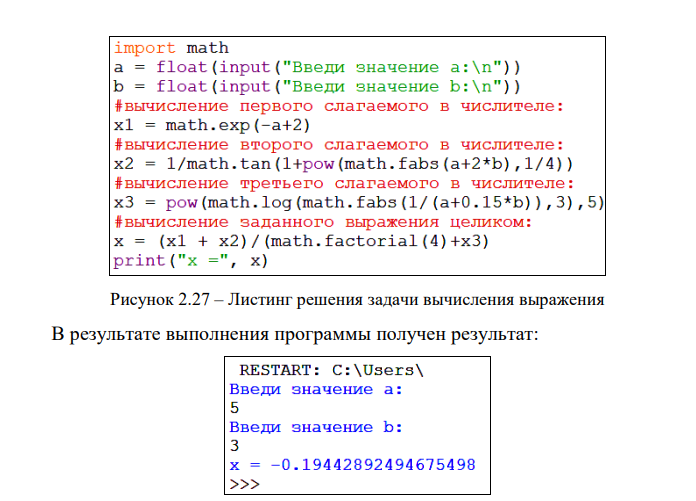 import math
a = float(input("Введи значение a:\n"))
b = float(input("Введи значение b:\n"))
#вычисление первого слагаемого в числителе:
x1 = math.exp(-a+2)
#вычисление второго слагаемого в числителе:
x2 = 1/math.tan(1+pow(math.fabs(a+2*b),1/4))
#вычисление третьего слагаемого в числителе:
x3 = pow(math.log(math.fabs(1/(a+0.15*b)),3),5)
#вычисление заданного выражения целиком:
x = (x1 + x2)/(math.factorial(4)+x3)
print("x =", x)
Рисунок 2.27 – Листинг решения задачи вычисления выражения
В результате выполнения программы получен результат:
RESTART: C:\Users\
Введи значение a:
5
Введи значение b:
3
x = -0.19442892494675498
>>>